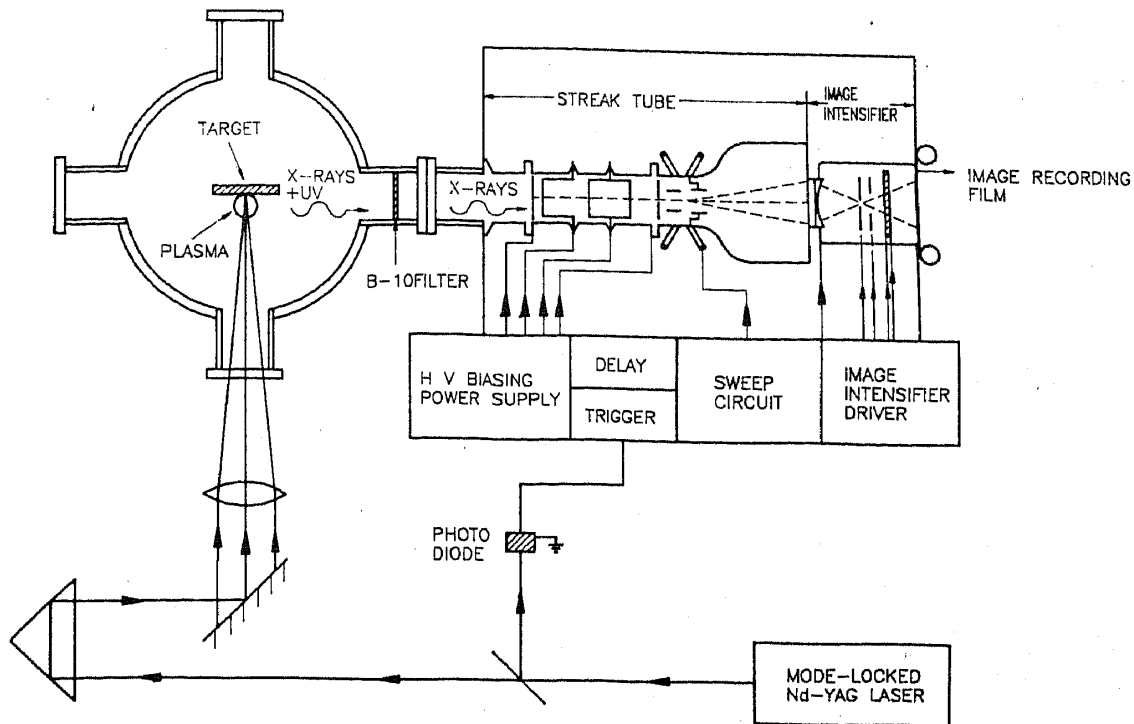 STREAK TUBE
IMAGE
INTENSIFIER
TARGET
X-RAYS
+UV
X-RAYS
IMAGE RECORDING
FILM
PLASMA
B-10FILTER
H V BIASING
POWER SUPPLY
DELAY
TRIGGER
SWEEP
CIRCUIT
IMAGE
INTENSIFIER
DRIVER
PHOTO
DIODE
MODE-LOCKED
Nd-YAG LASER